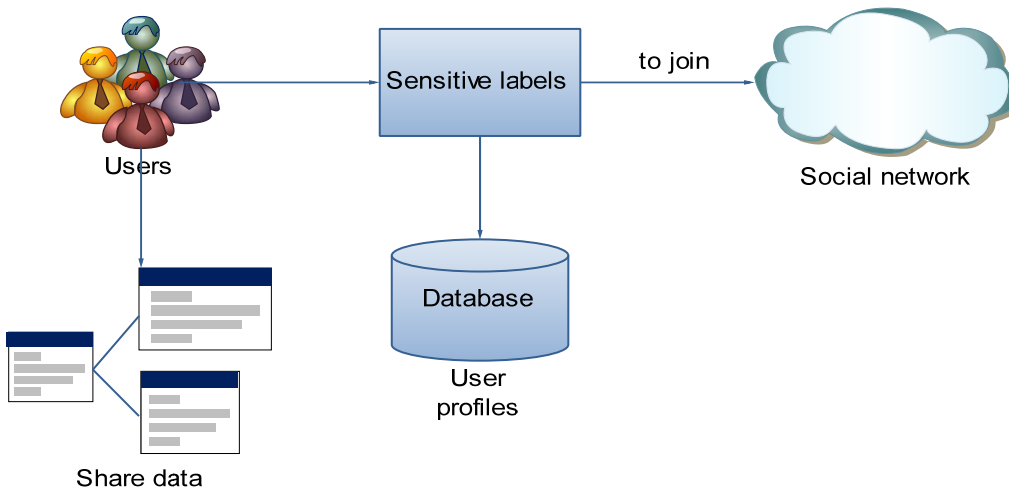 Sensitive labels
to join
Users
Social network
Database
User
profiles
Share data